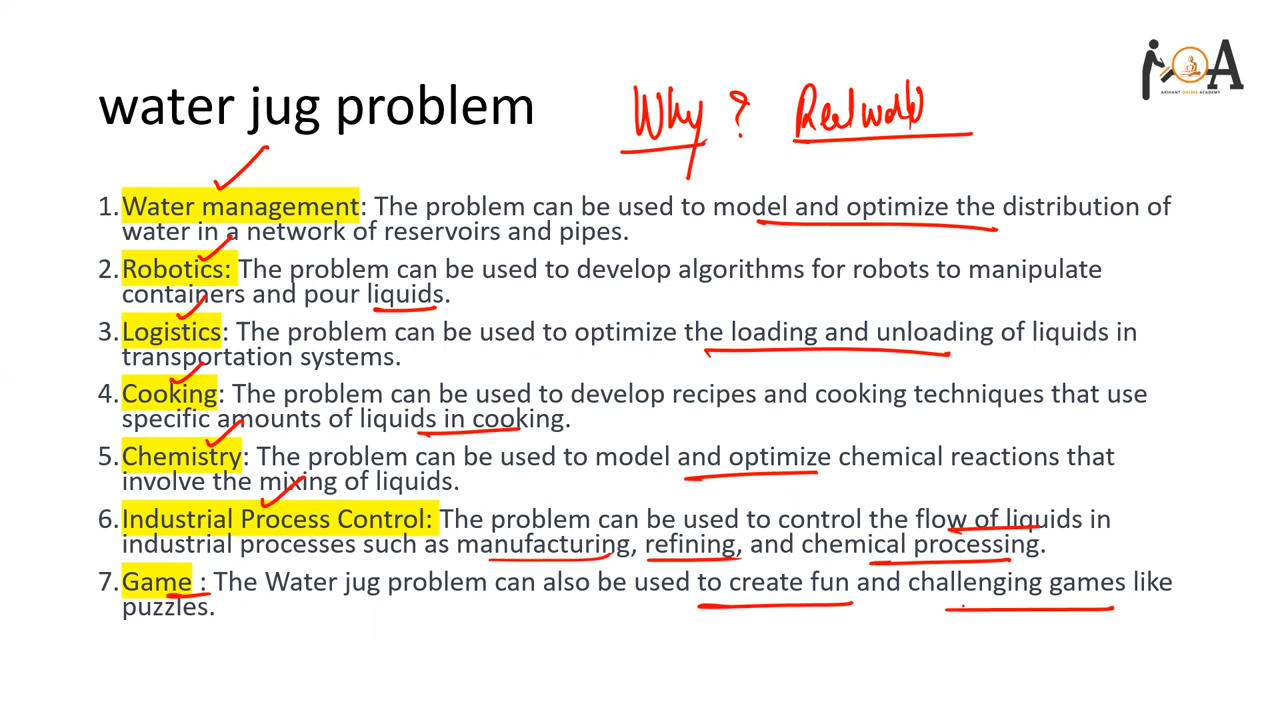 water jug problem
Why ? Real world
ARIHANT ONLINE ACADEMY
1. Water management: The problem can be used to model and optimize the distribution of
water in a network of reservoirs and pipes.
2. Robotics: The problem can be used to develop algorithms for robots to manipulate
containers and pour liquids.
3. Logistics: The problem can be used to optimize the loading and unloading of liquids in
transportation systems.
4. Cooking: The problem can be used to develop recipes and cooking techniques that use
specific amounts of liquids in cooking.
5. Chemistry: The problem can be used to model and optimize chemical reactions that
involve the mixing of liquids.
6. Industrial Process Control: The problem can be used to control the flow of liquids in
industrial processes such as manufacturing, refining, and chemical processing.
7. Game : The Water jug problem can also be used to create fun and challenging games like
puzzles.